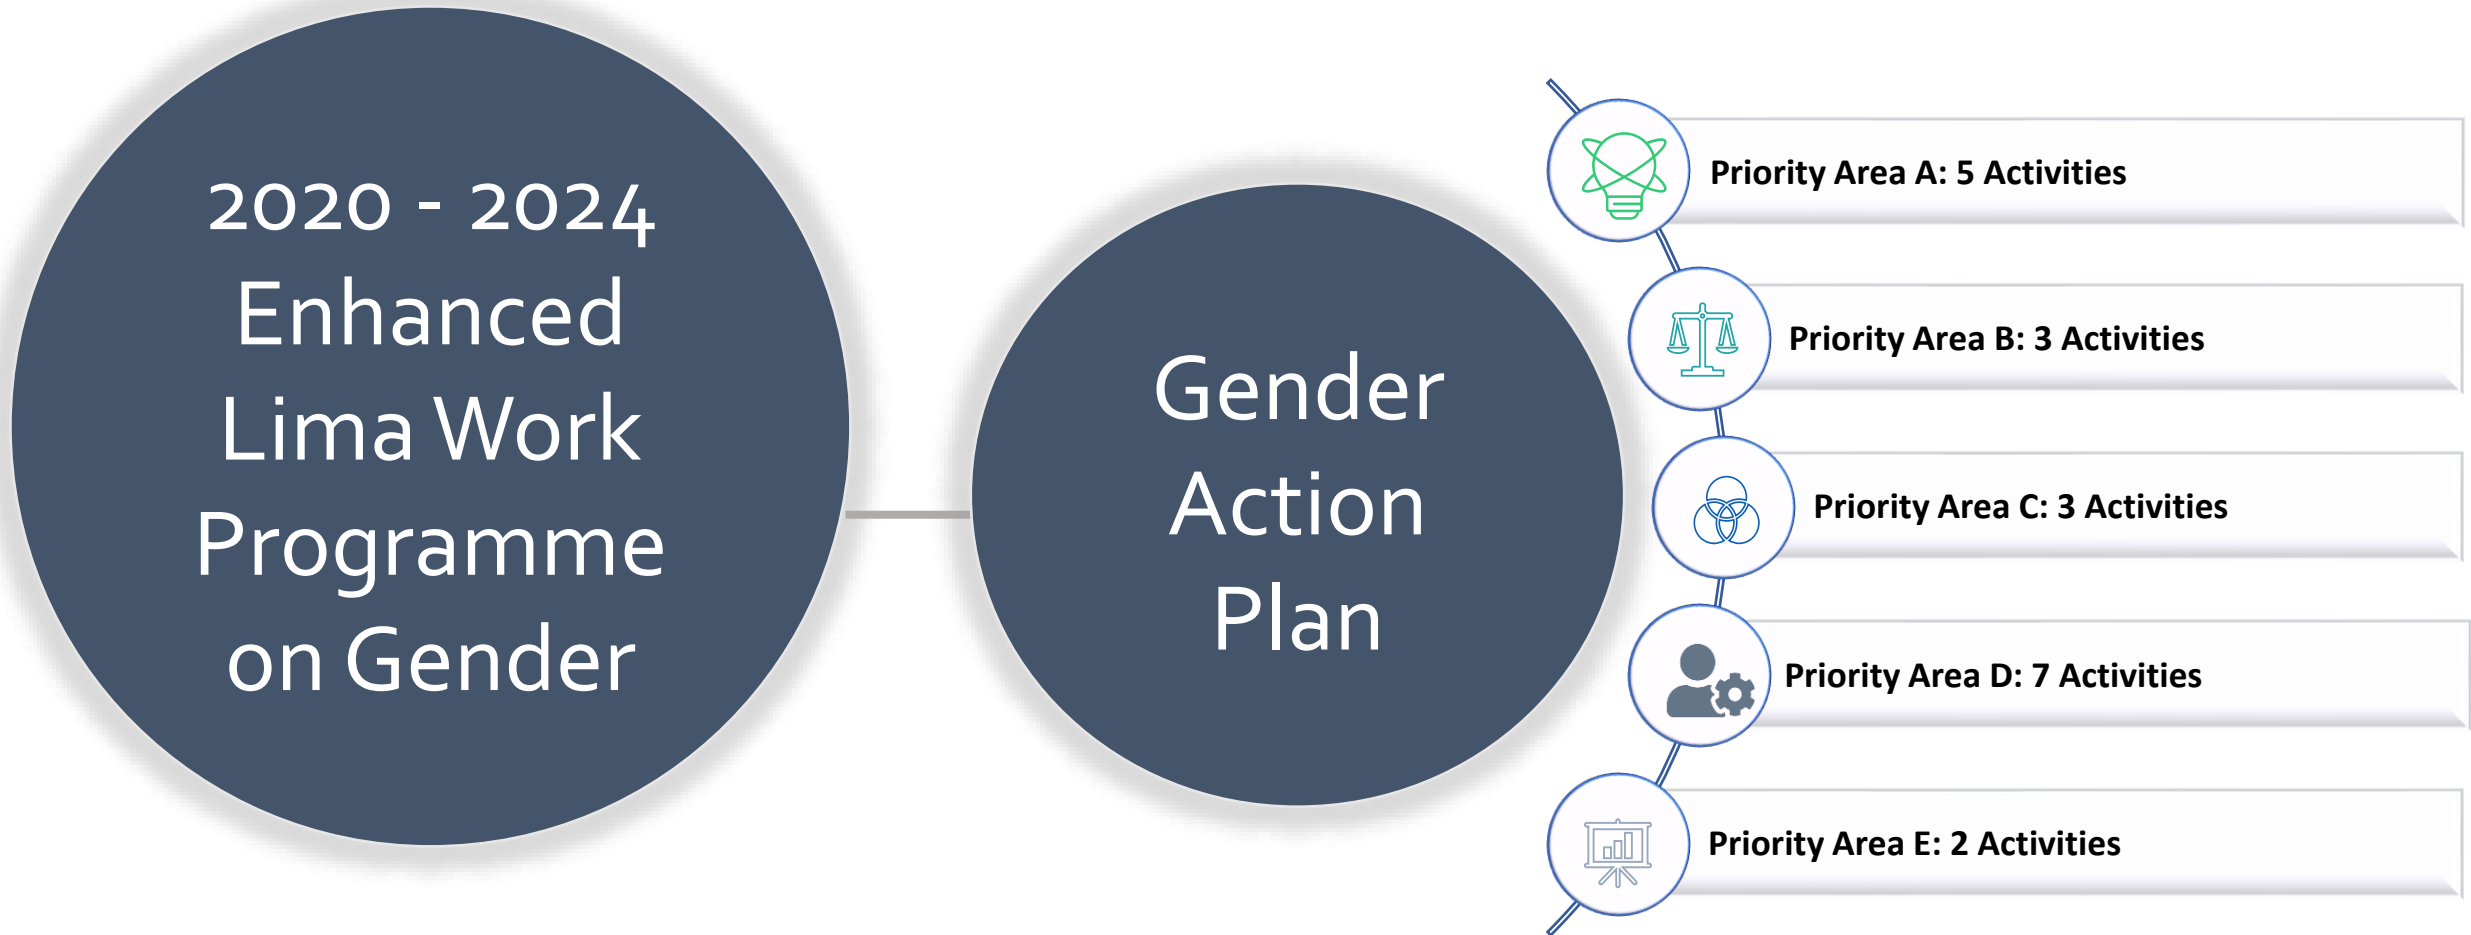 2020 - 2024
Enhanced
Lima Work
Programme
on Gender
Gender
Action
Plan
Priority Area A: 5 Activities
Priority Area B: 3 Activities
Priority Area C: 3 Activities
Priority Area D: 7 Activities
Priority Area E: 2 Activities